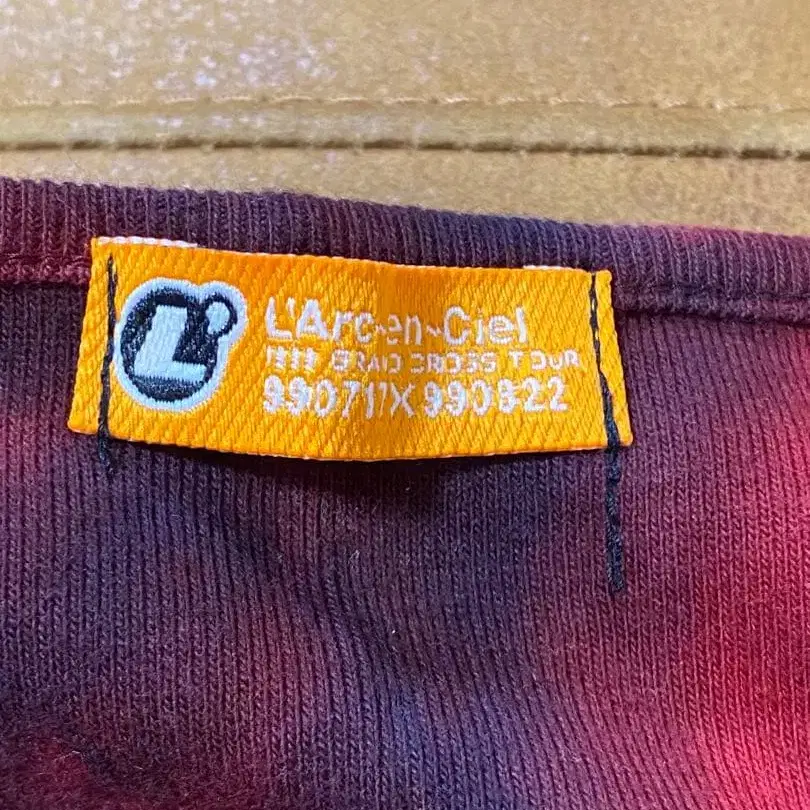 L
L'Arc~en~Ciel
1999 GRAND CROSS TOUR
990717X990822